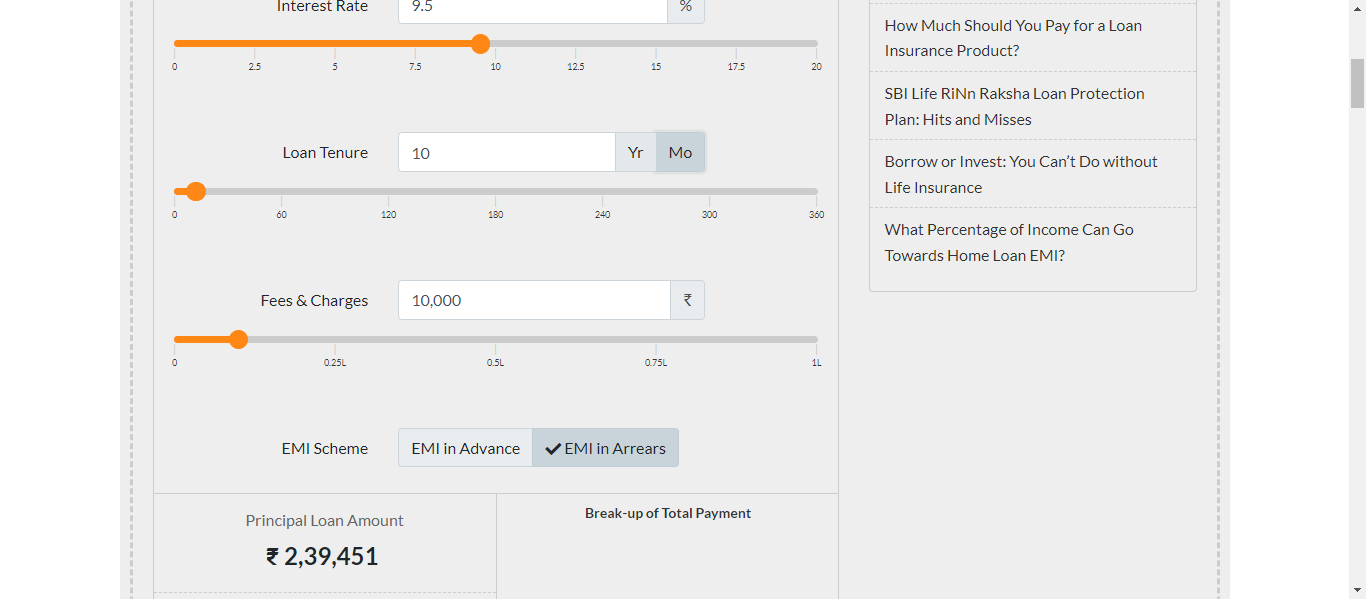 Interest Rate 9.5 %
0 2.5 5 7.5 10 12.5 15 17.5 20
Loan Tenure 10 Yr Mo
0 60 120 180 240 300 360
Fees & Charges 10,000 ₹
0 0.25L 0.5L 0.75L 1L
EMI Scheme EMI in Advance EMI in Arrears
Principal Loan Amount
₹ 2,39,451
Break-up of Total Payment
How Much Should You Pay for a Loan
Insurance Product?
SBI Life RiNn Raksha Loan Protection
Plan: Hits and Misses
Borrow or Invest: You Can’t Do without
Life Insurance
What Percentage of Income Can Go
Towards Home Loan EMI?